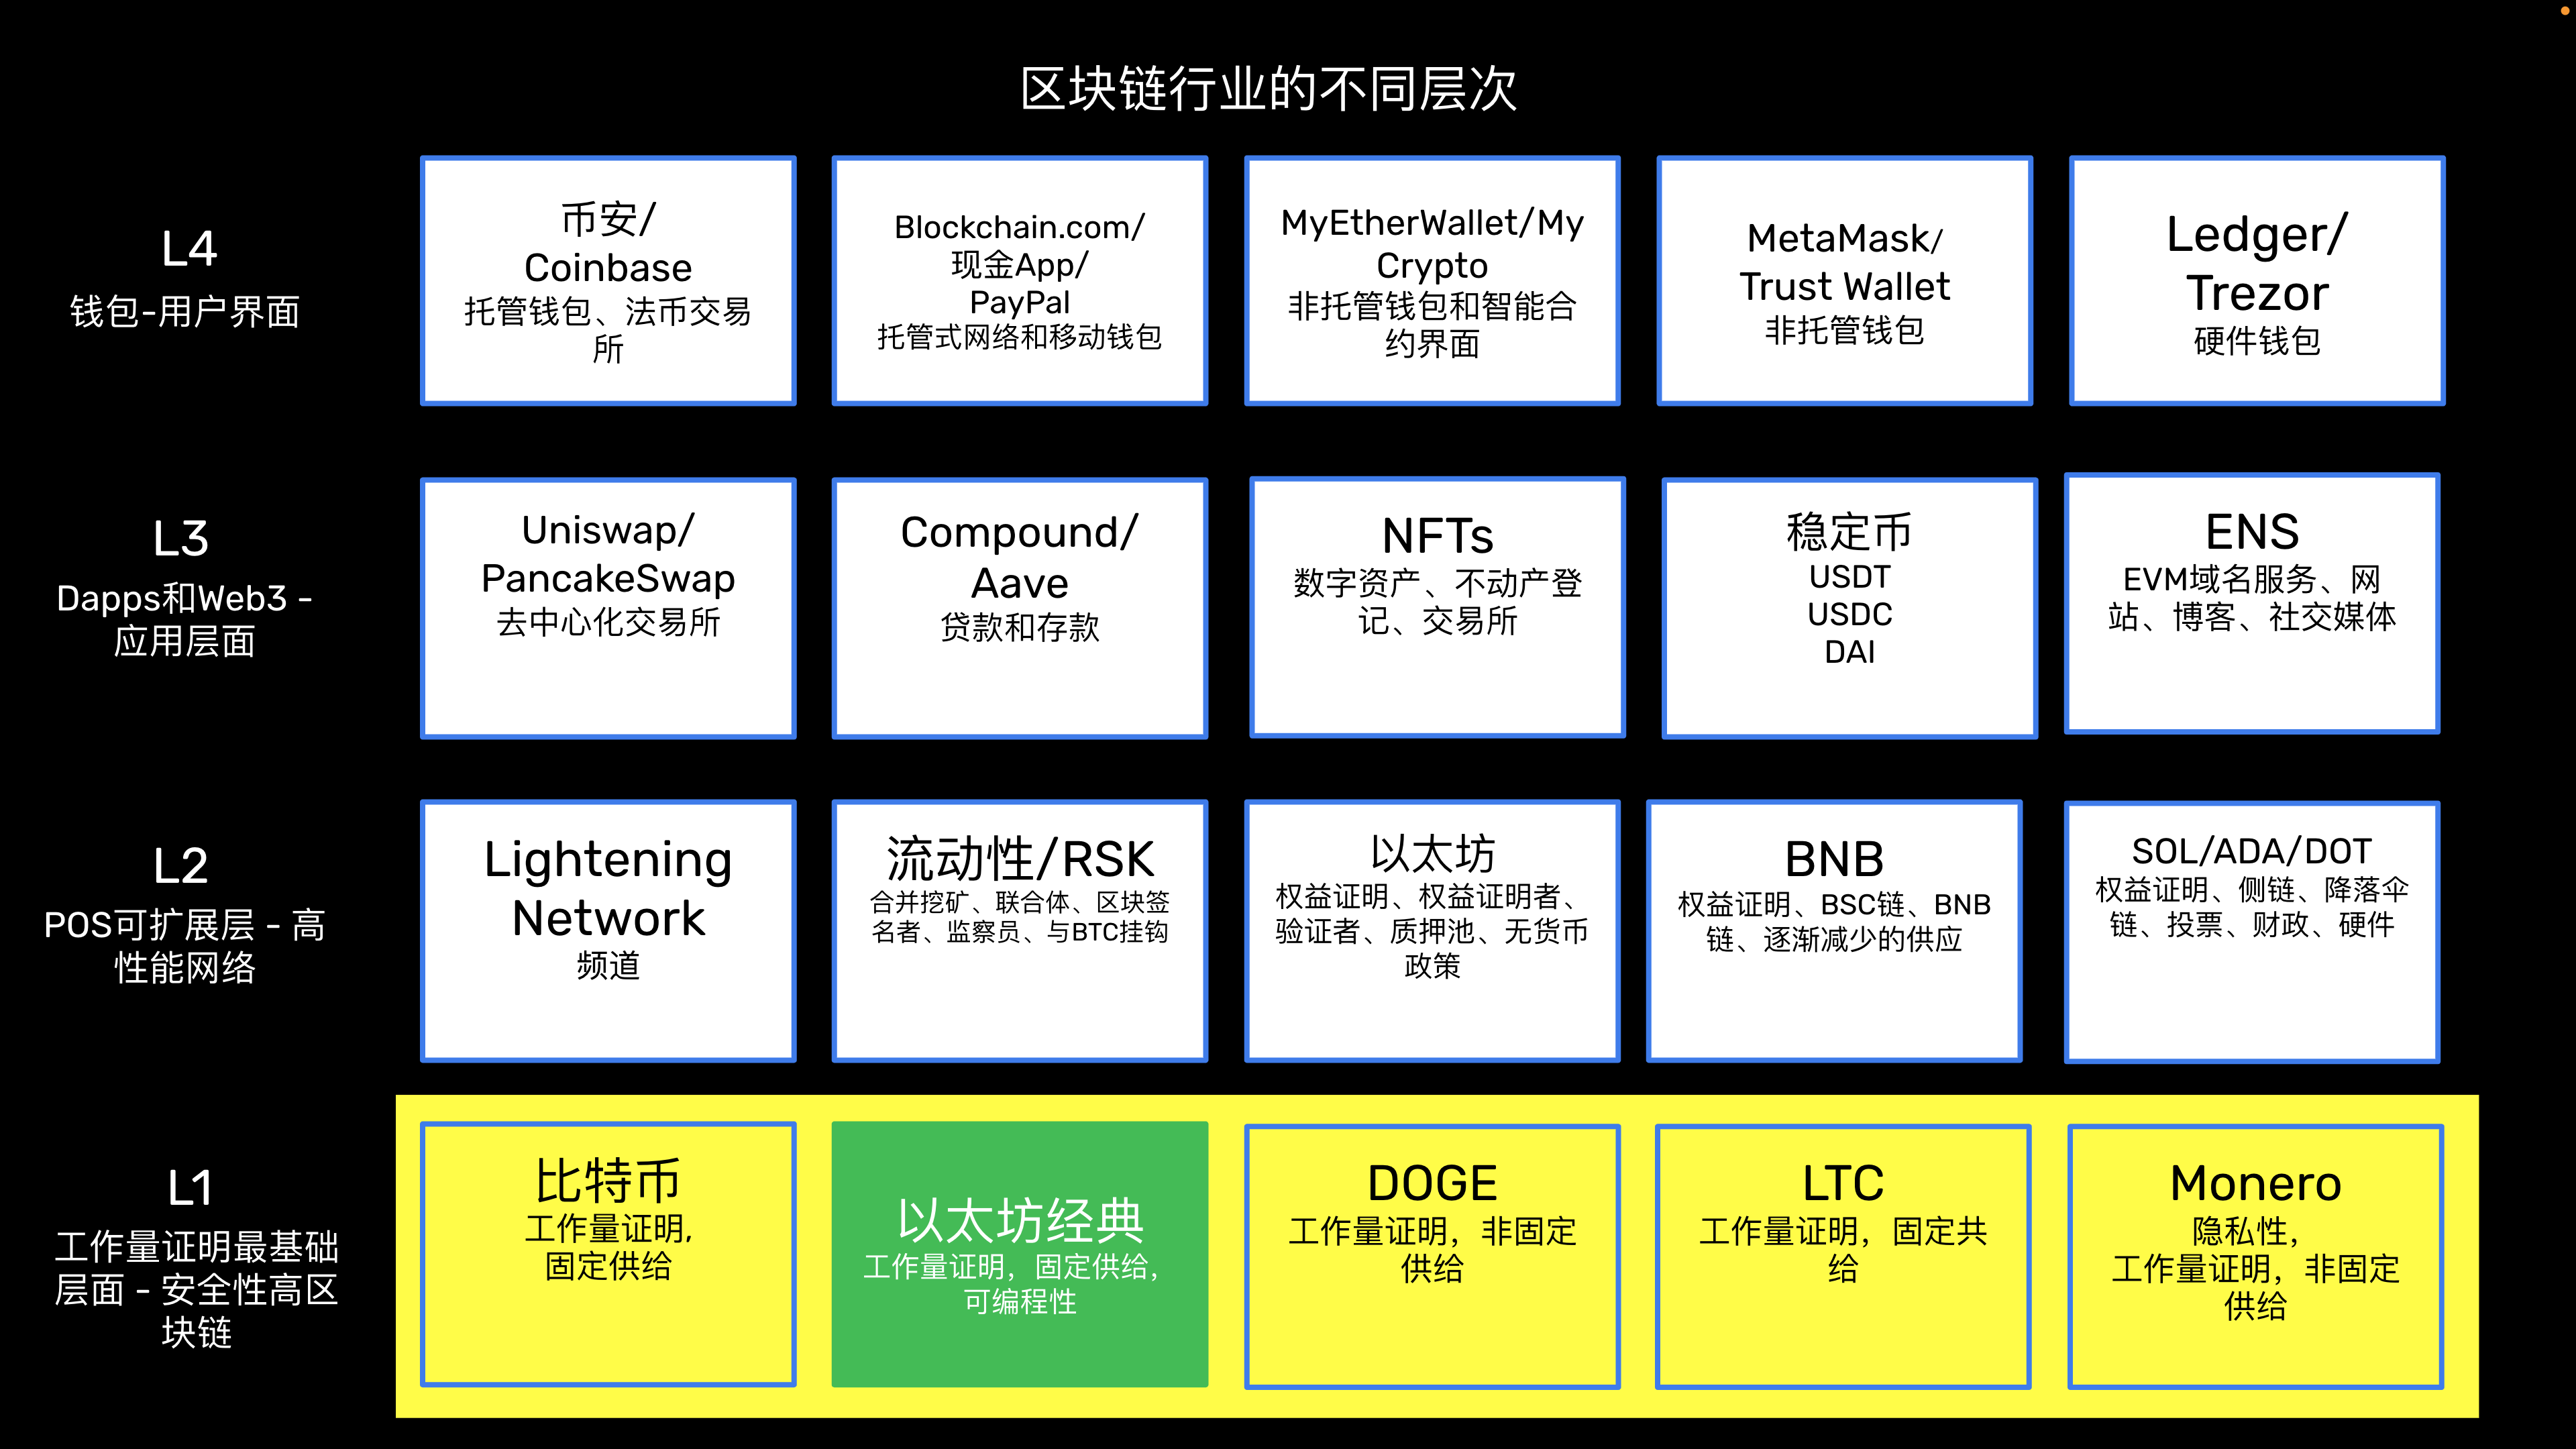 区块链行业的不同层次
L4
钱包-用户界面
币安/
Coinbase
托管钱包、法币交易
所
Blockchain.com/
现金App/
PayPal
托管式网络和移动钱包
MyEtherWallet/My
Crypto
非托管钱包和智能合
约界面
MetaMask/
Trust Wallet
非托管钱包
Ledger/
Trezor
硬件钱包
L3
Dapps和Web3 -
应用层面
Uniswap/
PancakeSwap
去中心化交易所
Compound/
Aave
贷款和存款
NFTs
数字资产、不动产登
记、交易所
稳定币
USDT
USDC
DAI
ENS
EVM域名服务、网
站、博客、社交媒体
L2
POS可扩展层 - 高
性能网络
Lightening
Network
频道
流动性/RSK
合并挖矿、联合体、区块签
名者、监察员、与BTC挂钩
以太坊
权益证明、权益证明者、
验证者、质押池、无货币
政策
BNB
权益证明、BSC链、BNB
链、逐渐减少的供应
SOL/ADA/DOT
权益证明、侧链、降落伞
链、投票、财政、硬件
L1
工作量证明最基础
层面 - 安全性高区
块链
比特币
工作量证明,
固定供给
以太坊经典
工作量证明，固定供给，
可编程性
DOGE
工作量证明，非固定
供给
LTC
工作量证明，固定共
给
Monero
隐私性，
工作量证明，非固定
供给